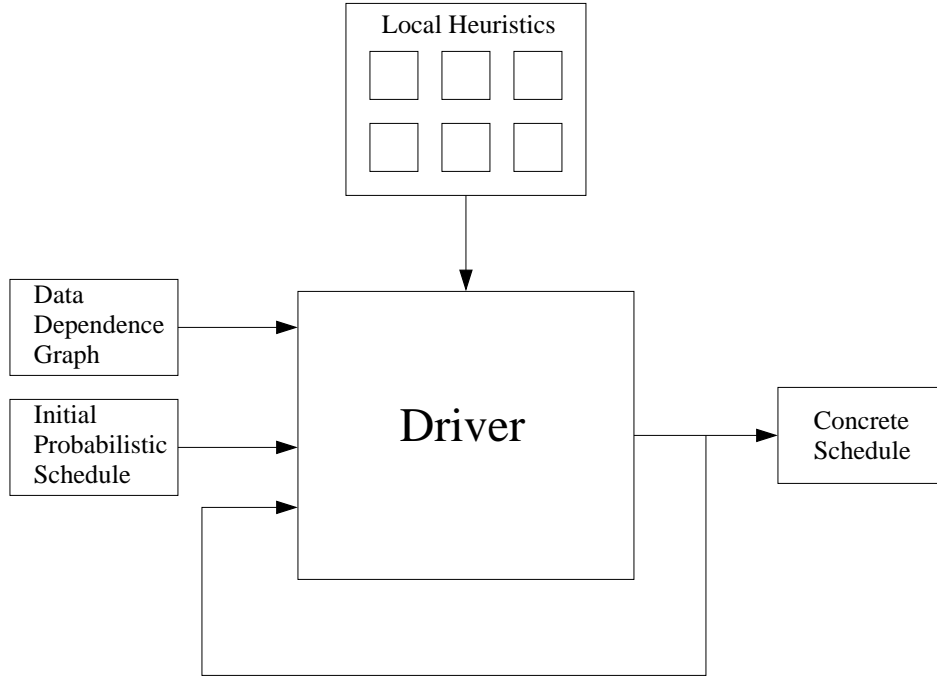 Local Heuristics
Data
Dependence
Graph
Initial
Probabilistic
Schedule
Driver
Concrete
Schedule